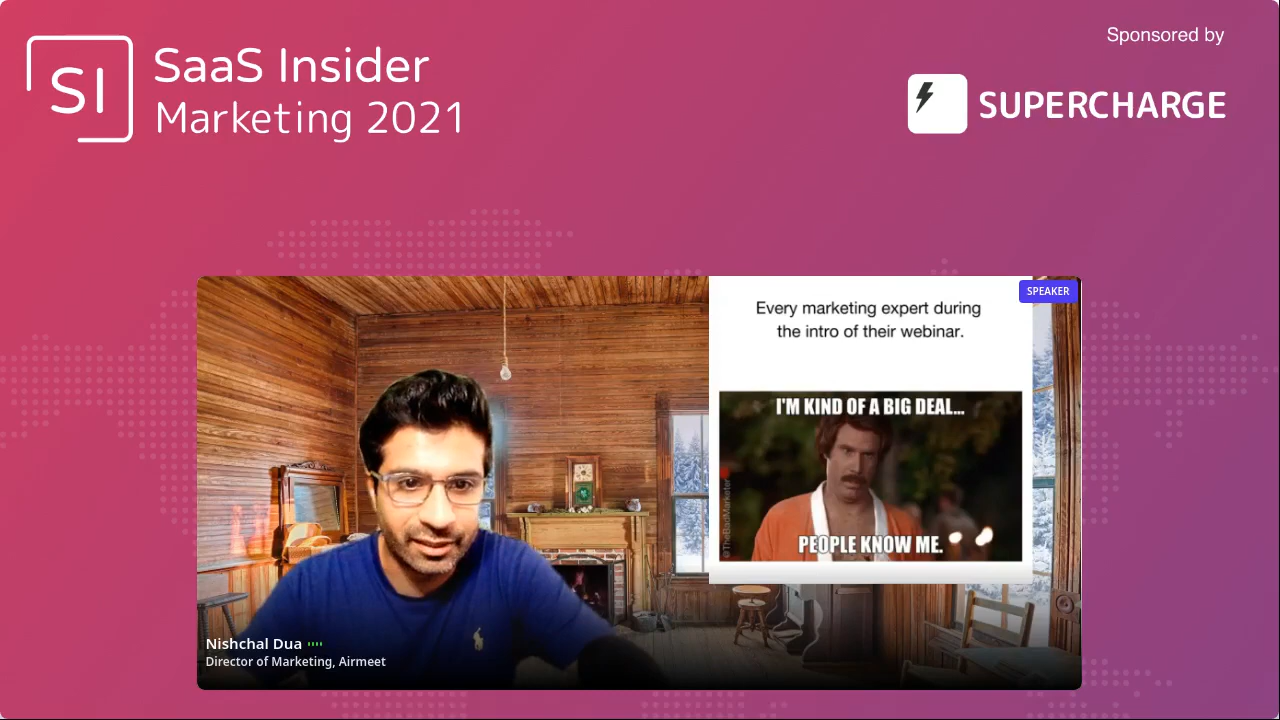 SI
SaaS Insider
Marketing 2021
Sponsored by
SUPERCHARGE
SPEAKER
Every marketing expert during
the intro of their webinar.
I'M KIND OF A BIG DEAL...
@TheBadMarketer
PEOPLE KNOW ME.
Nishchal Dua
Director of Marketing, Airmeet